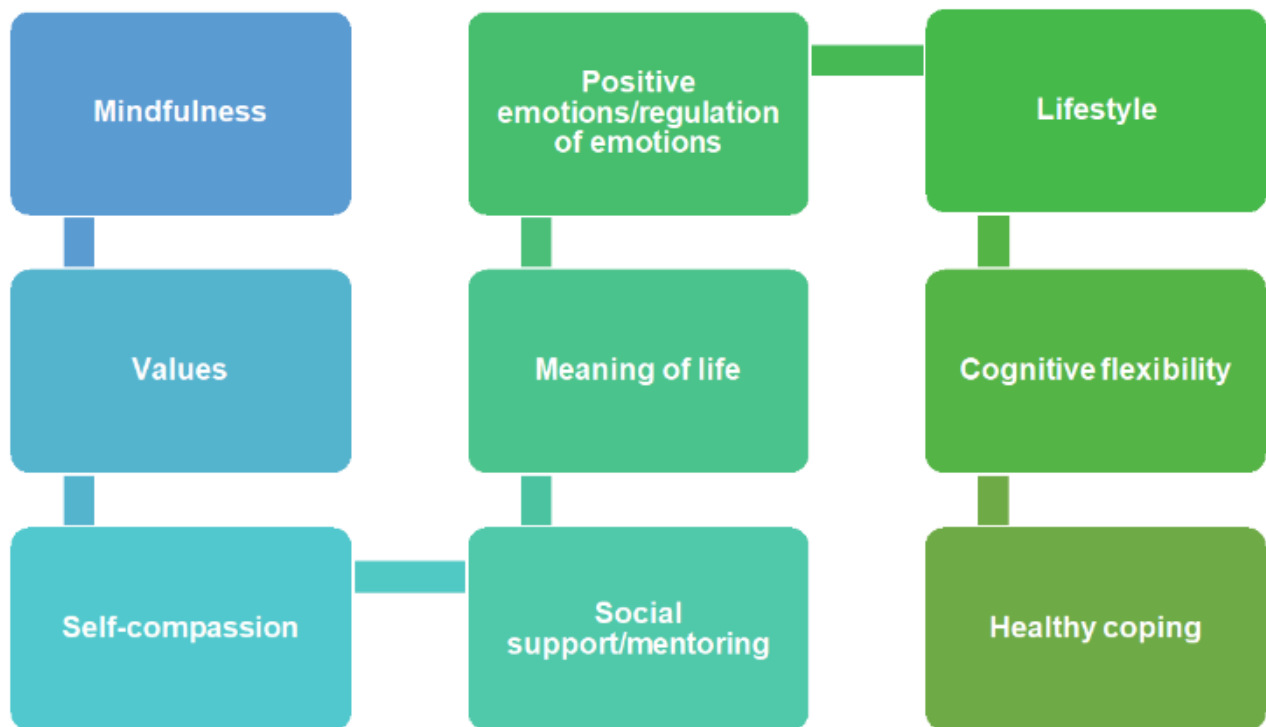 Mindfulness
Values
Self-compassion
Social
support/mentoring
Meaning of life
Positive
emotions/regulation
of emotions
Lifestyle
Cognitive flexibility
Healthy coping